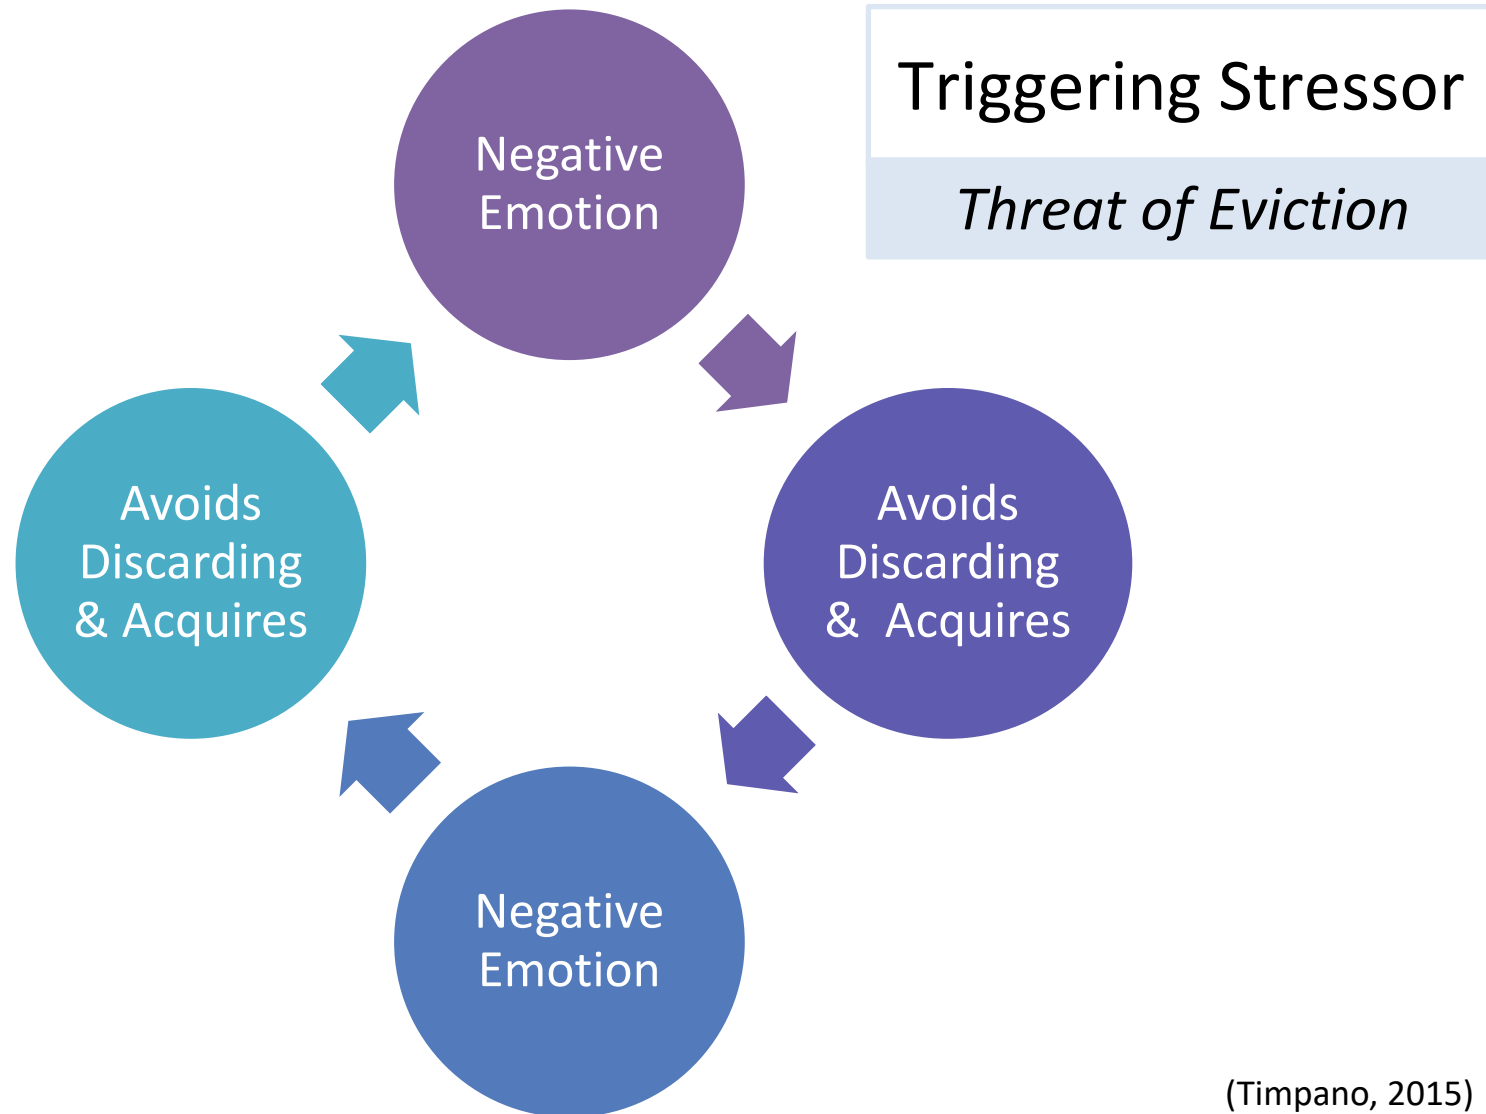 Triggering Stressor
Threat of Eviction
Negative
Emotion
Avoids
Discarding
& Acquires
Negative
Emotion
Avoids
Discarding
& Acquires
(Timpano, 2015)